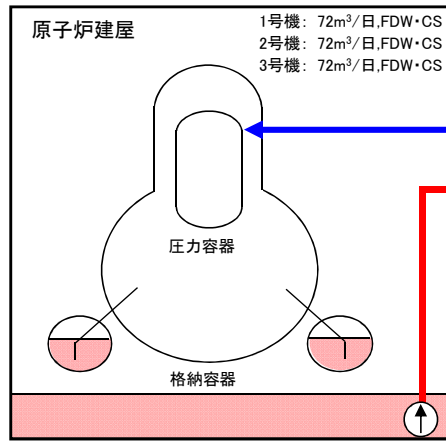 原子炉建屋
1号機: 72m³/日,FDW・CS
2号機: 72m³/日,FDW・CS
3号機: 72m³/日,FDW・CS
圧力容器
格納容器